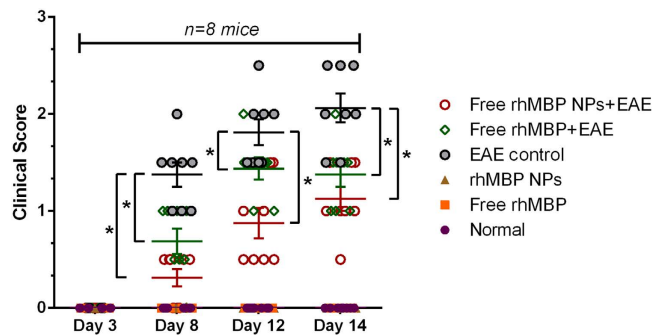 3
n=8 mice
2
Clinical Score
1
0
* * * * * *
Day 3 Day 8 Day 12 Day 14
Free rhMBP NPs+EAE
Free rhMBP+EAE
EAE control
rhMBP NPs
Free rhMBP
Normal